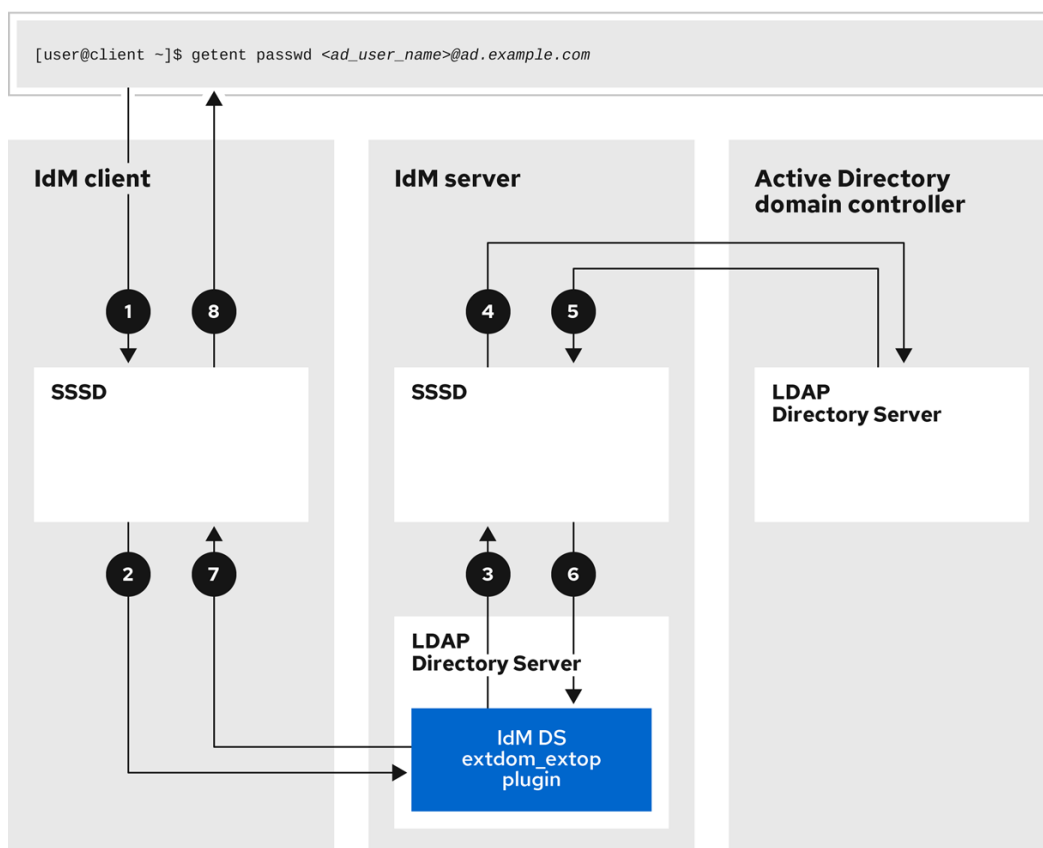 [user@client ~]$ getent passwd <ad_user_name>@ad.example.com
IdM client
IdM server
Active Directory
domain controller
1
8
4
5
SSSD
SSSD
LDAP
Directory Server
2
7
3
6
LDAP
Directory Server
IdM DS
extdom_extop
plugin